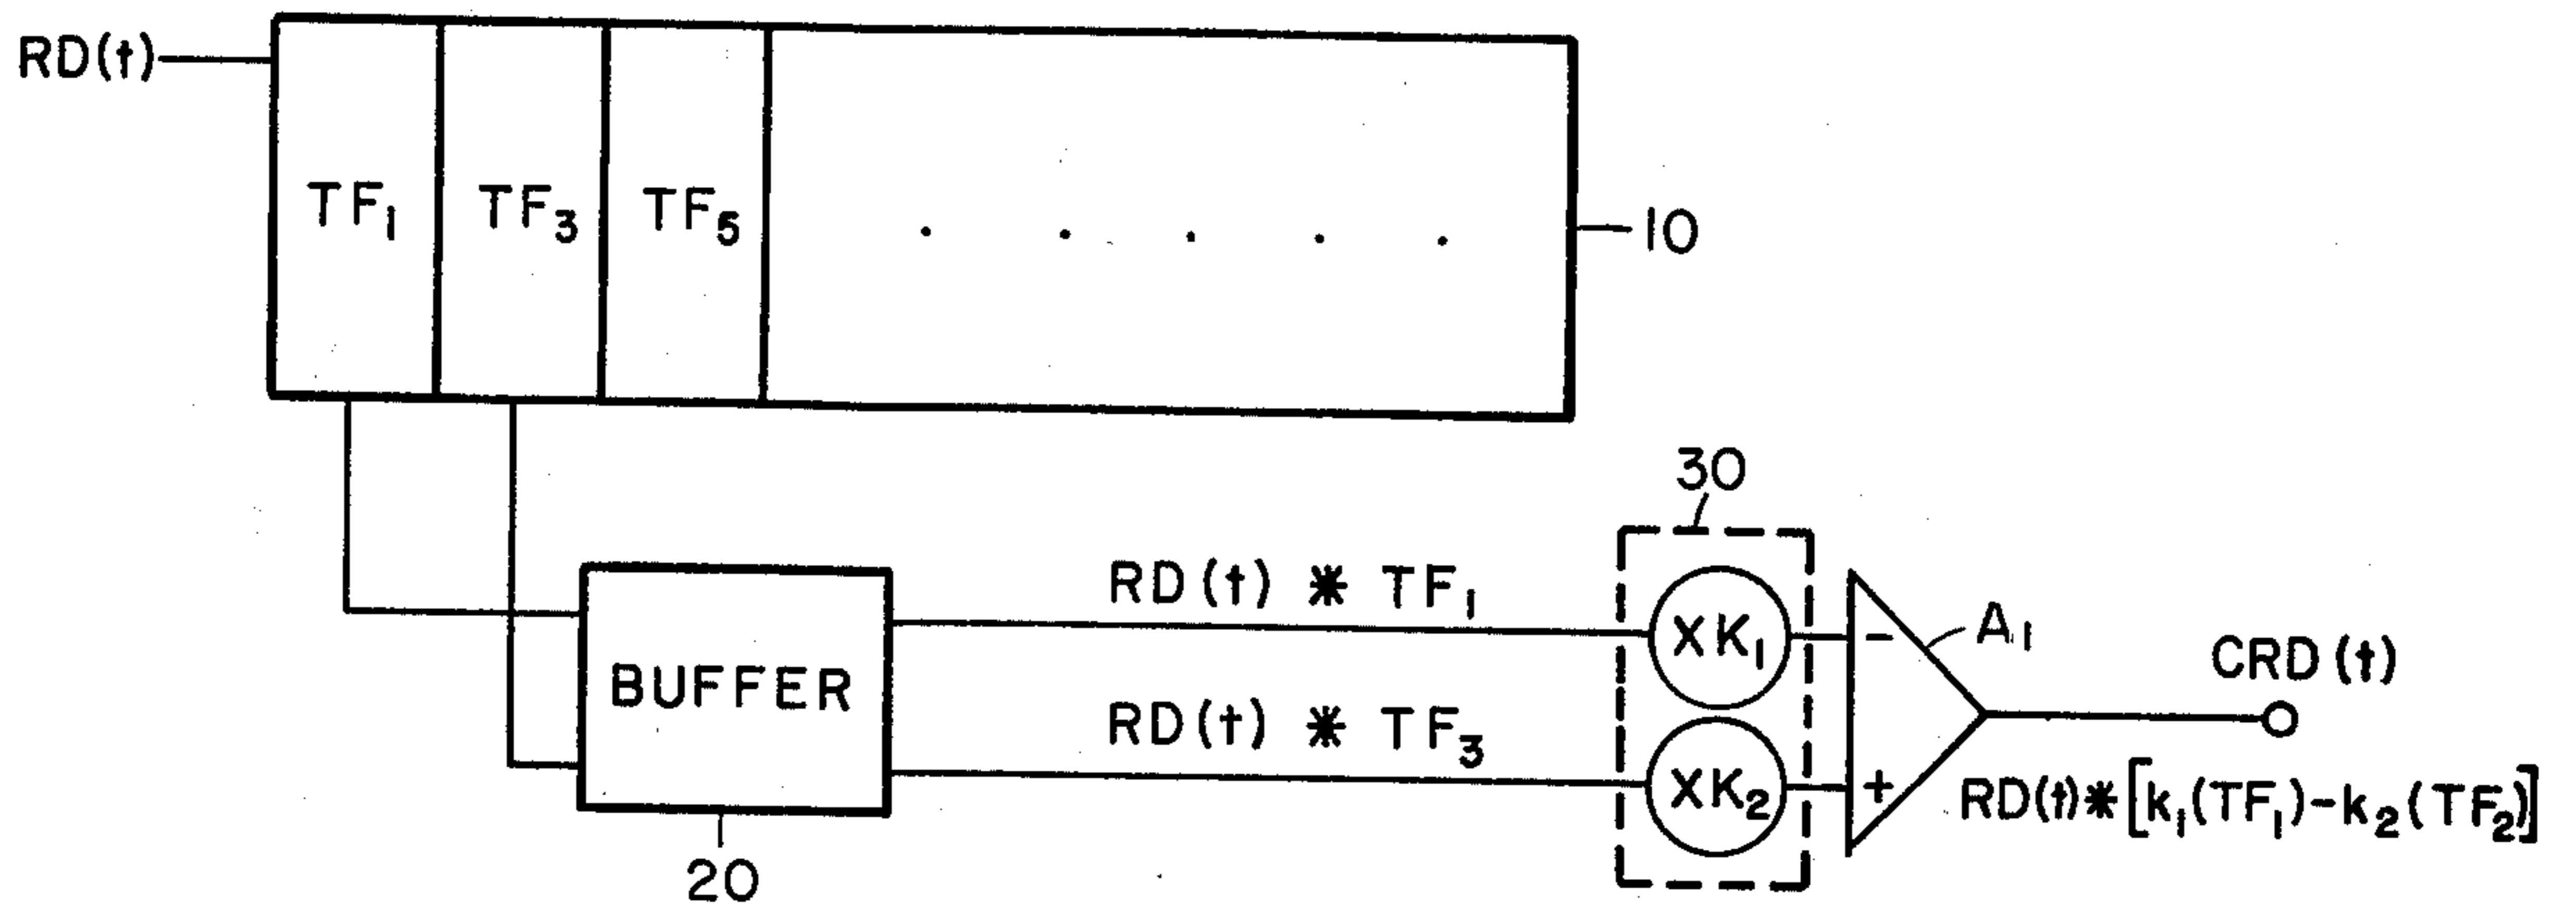 RD(t)
TF₁ TF₃ TF₅ . . . . .
10
30
RD(t) * TF₁
XK₁
-
A₁
CRD(t)
BUFFER
RD(t) * TF₃
XK₂
+
RD(t)*[k₁(TF₁)-k₂(TF₂)]
20